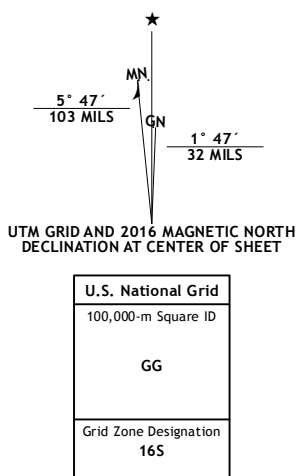 ★
MN
5° 47´
103 MILS
GN
1° 47´
32 MILS
UTM GRID AND 2016 MAGNETIC NORTH
DECLINATION AT CENTER OF SHEET
U.S. National Grid
100,000-m Square ID
GG
Grid Zone Designation
16S